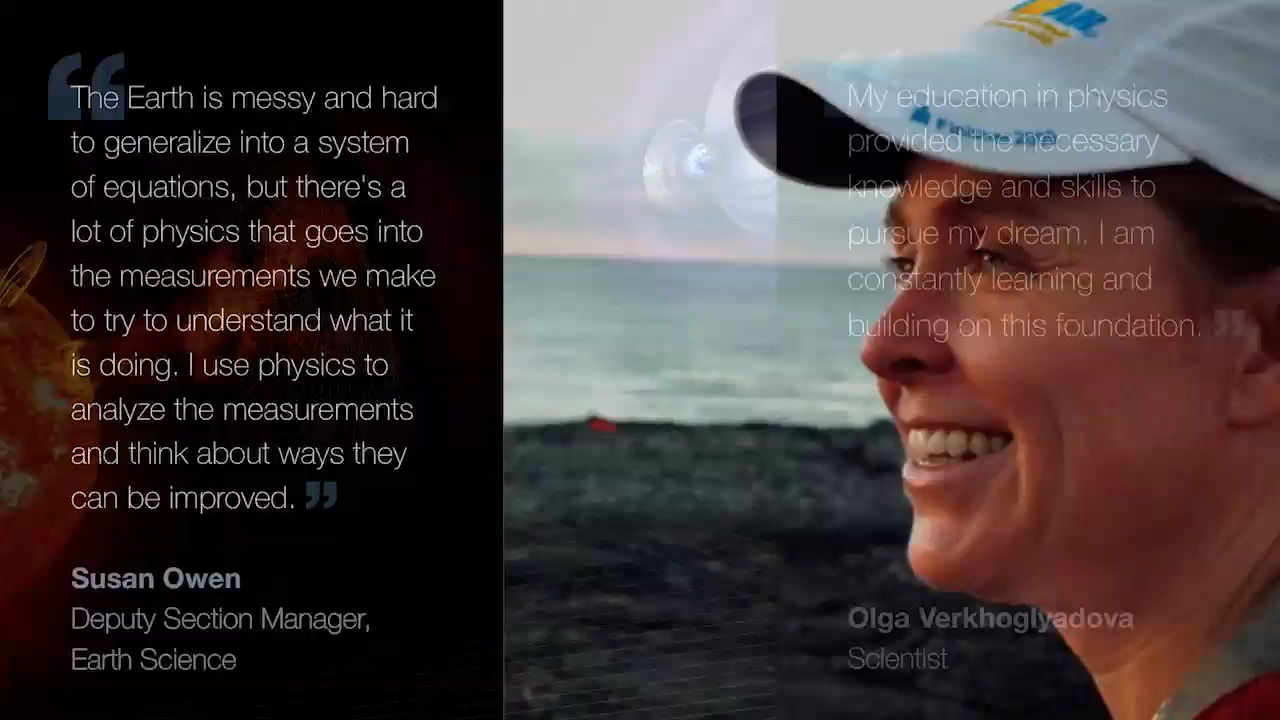 The Earth is messy and hard
to generalize into a system
of equations, but there's a
lot of physics that goes into
the measurements we make
to try to understand what it
is doing. I use physics to
analyze the measurements
and think about ways they
can be improved. ”
Susan Owen
Deputy Section Manager,
Earth Science
My education in physics
provided the necessary
knowledge and skills to
pursue my dream. I am
constantly learning and
building on this foundation. ”
Olga Verkhoglyadova
Scientist